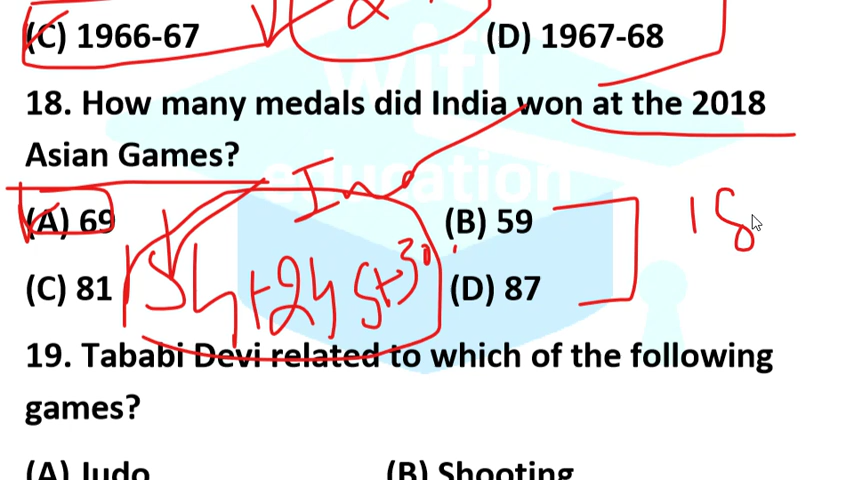 (C) 1966-67 (D) 1967-68
18. How many medals did India won at the 2018
Asian Games?
(A) 69 (B) 59
18
(C) 81 (D) 87
19. Tababi Devi related to which of the following
games?
(A) Judo (B) Shooting